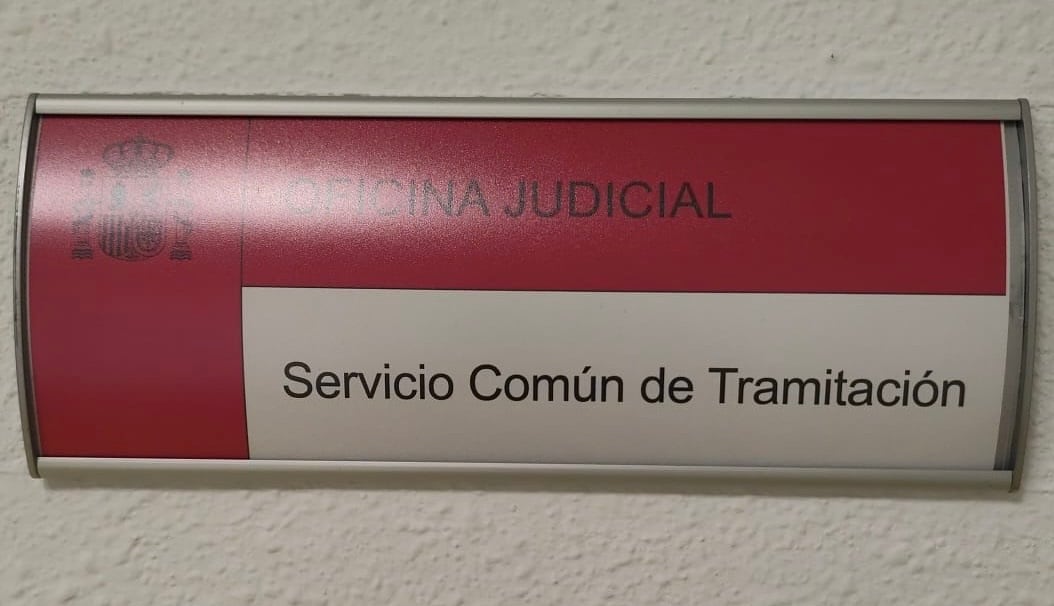 OFICINA JUDICIAL
Servicio Común de Tramitación